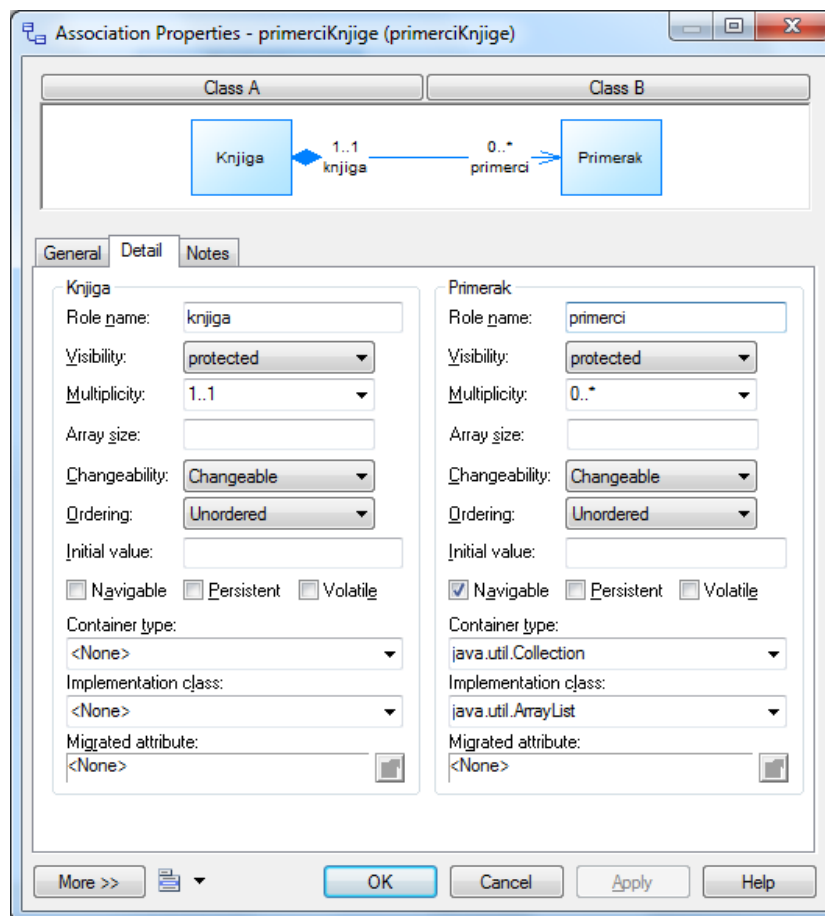 Association Properties - primerciKnjige (primerciKnjige)
Class A Class B
Knjiga 1..1 knjiga 0..* primerci Primerak
General Detail Notes
Knjiga Primerak
Role name: knjiga Role name: primerci
Visibility: protected Visibility: protected
Multiplicity: 1..1 Multiplicity: 0..*
Array size: Array size:
Changeability: Changeable Changeability: Changeable
Ordering: Unordered Ordering: Unordered
Initial value: Initial value:
Navigable Persistent Volatile Navigable Persistent Volatile
Container type: Container type:
<None> java.util.Collection
Implementation class: Implementation class:
<None> java.util.ArrayList
Migrated attribute: Migrated attribute:
<None> <None>
More >> OK Cancel Apply Help